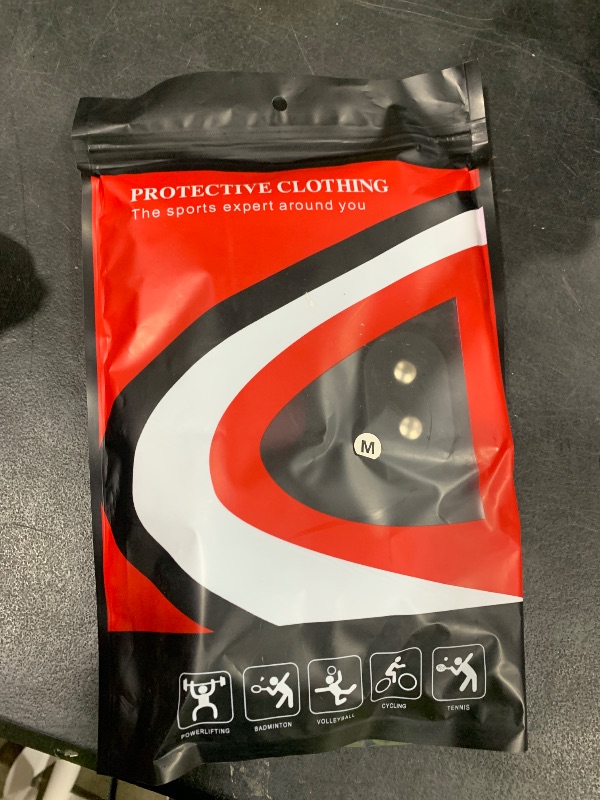 PROTECTIVE CLOTHING
The sports expert around you
M
POWERLIFTING
BADMINTON
VOLLEYBALL
CYCLING
TENNIS